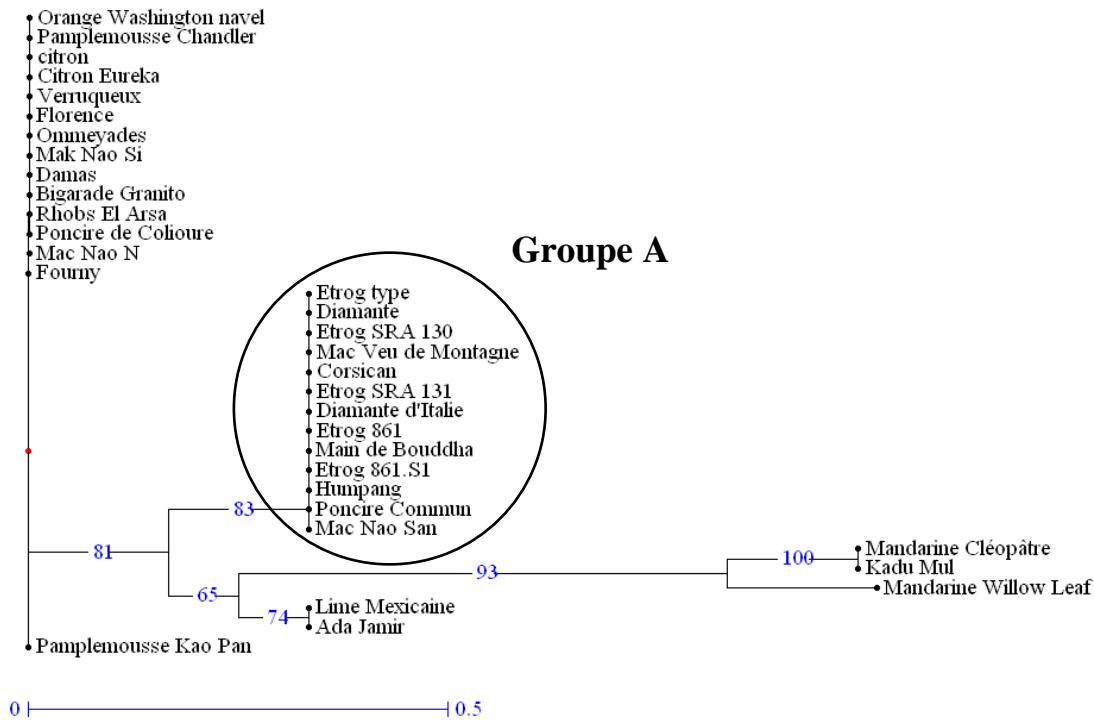 Orange Washington navel
Pamplemousse Chandler
citron
Citron Eureka
Verruqueux
Florence
Ommeyades
Mak Nao Si
Damas
Bigarade Granito
Rhobs El Arsa
Poncire de Colioure
Mac Nao N
Fourny
Groupe A
Etrog type
Diamante
Etrog SRA 130
Mac Veu de Montagne
Corsican
Etrog SRA 131
Diamante d'Italie
Etrog 861
Main de Bouddha
Etrog 861.S1
Humpang
Poncire Commun
Mac Nao San
83
81
65
93
100
74
Mandarine Cléopâtre
Kadu Mul
Mandarine Willow Leaf
Lime Mexicaine
Ada Jamir
Pamplemousse Kao Pan
0
0.5